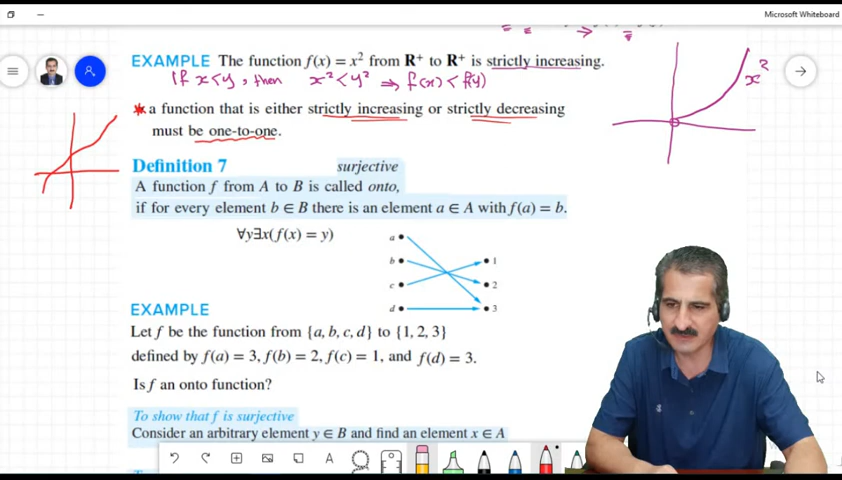 Microsoft Whiteboard
EXAMPLE The function f(x) = x² from R⁺ to R⁺ is strictly increasing.
If x<y, then x² < y² ⇒ f(x) < f(y)
x²
* a function that is either strictly increasing or strictly decreasing
must be one-to-one.
Definition 7 surjective
A function f from A to B is called onto,
if for every element b ∈ B there is an element a ∈ A with f(a) = b.
∀y∃x(f(x) = y)
a
b
c
d
1
2
3
EXAMPLE
Let f be the function from {a, b, c, d} to {1, 2, 3}
defined by f(a) = 3, f(b) = 2, f(c) = 1, and f(d) = 3.
Is f an onto function?
To show that f is surjective
Consider an arbitrary element y ∈ B and find an element x ∈ A
A